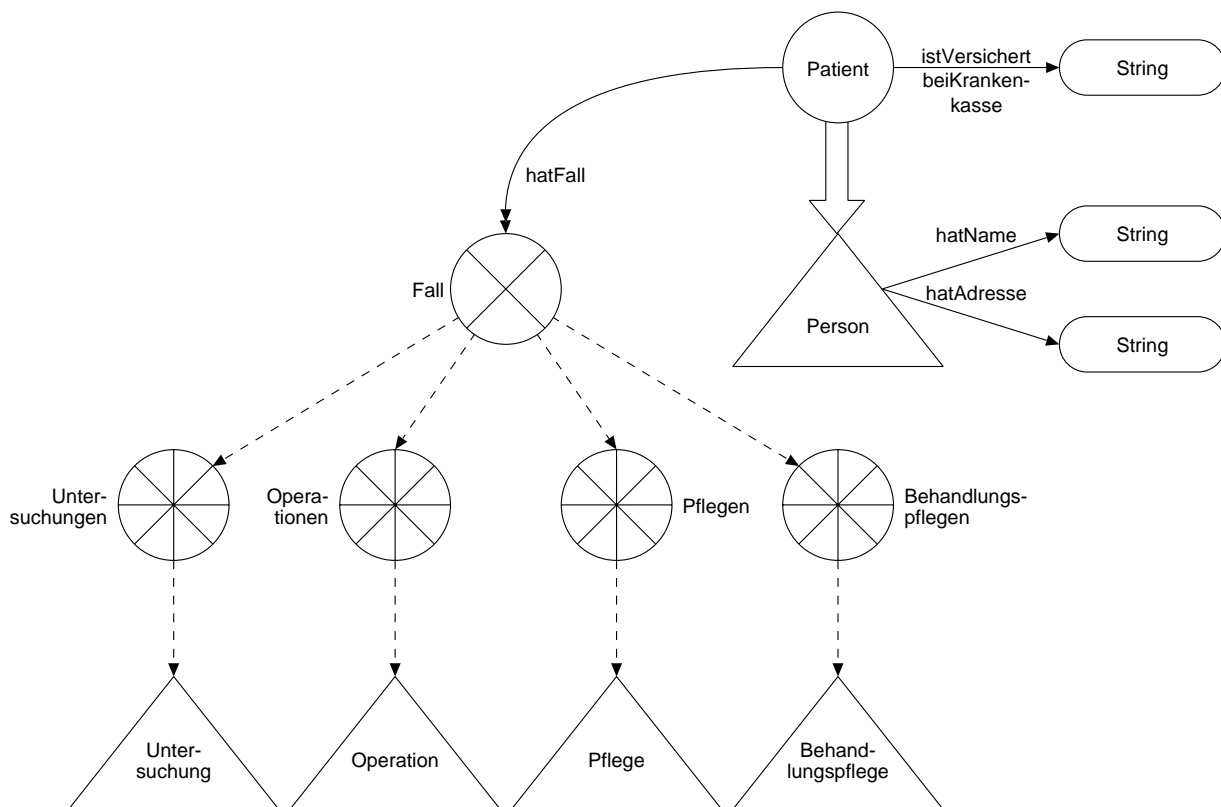 Patient
istVersichert
beiKranken-
kasse
String
hatFall
hatName
String
Fall
hatAdresse
Person
String
Unter-
suchungen
Opera-
tionen
Pflegen
Behandlungs-
pflegen
Unter-
suchung
Operation
Pflege
Behand-
lungspflege